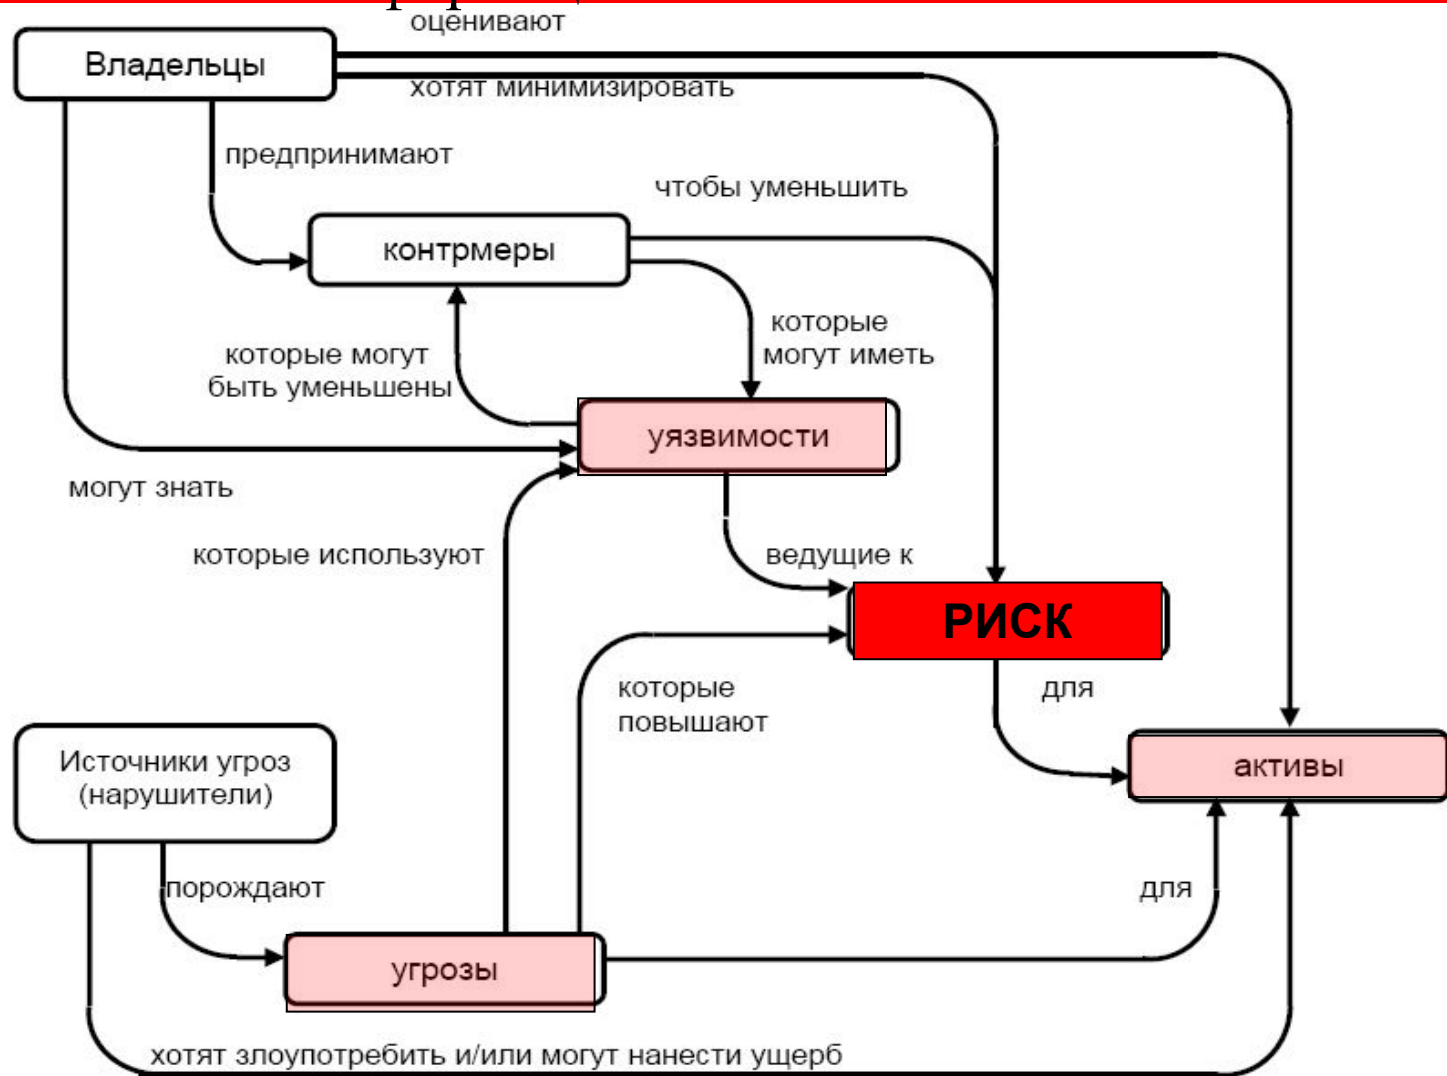 оценивают
Владельцы
хотят минимизировать
предпринимают
чтобы уменьшить
контрмеры
которые
могут иметь
которые могут
быть уменьшены
уязвимости
могут знать
которые используют
ведущие к
РИСК
которые
повышают
для
Источники угроз
(нарушители)
активы
порождают
для
угрозы
хотят злоупотребить и/или могут нанести ущерб